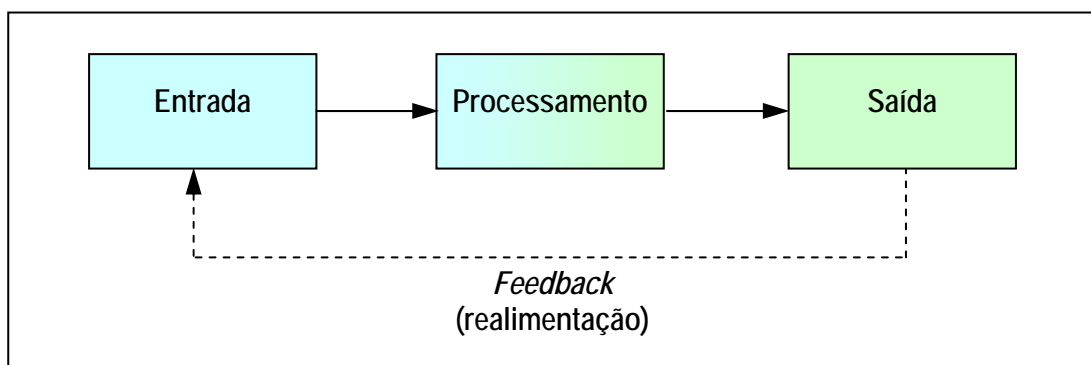 Entrada
Processamento
Saída
Feedback
(realimentação)